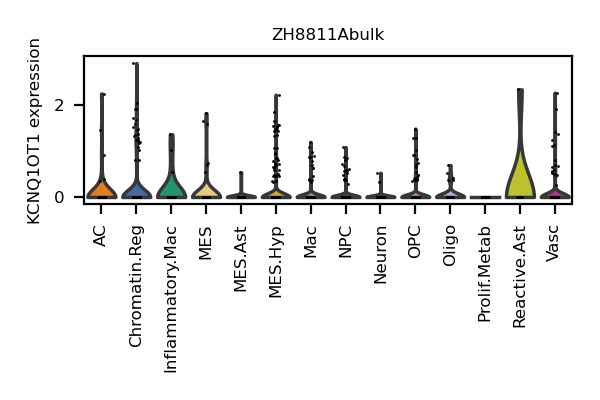 ZH8811Abulk
KCNQ1OT1 expression
2
0
AC
Chromatin.Reg
Inflammatory.Mac
MES
MES.Ast
MES.Hyp
Mac
NPC
Neuron
OPC
Oligo
Prolif.Metab
Reactive.Ast
Vasc